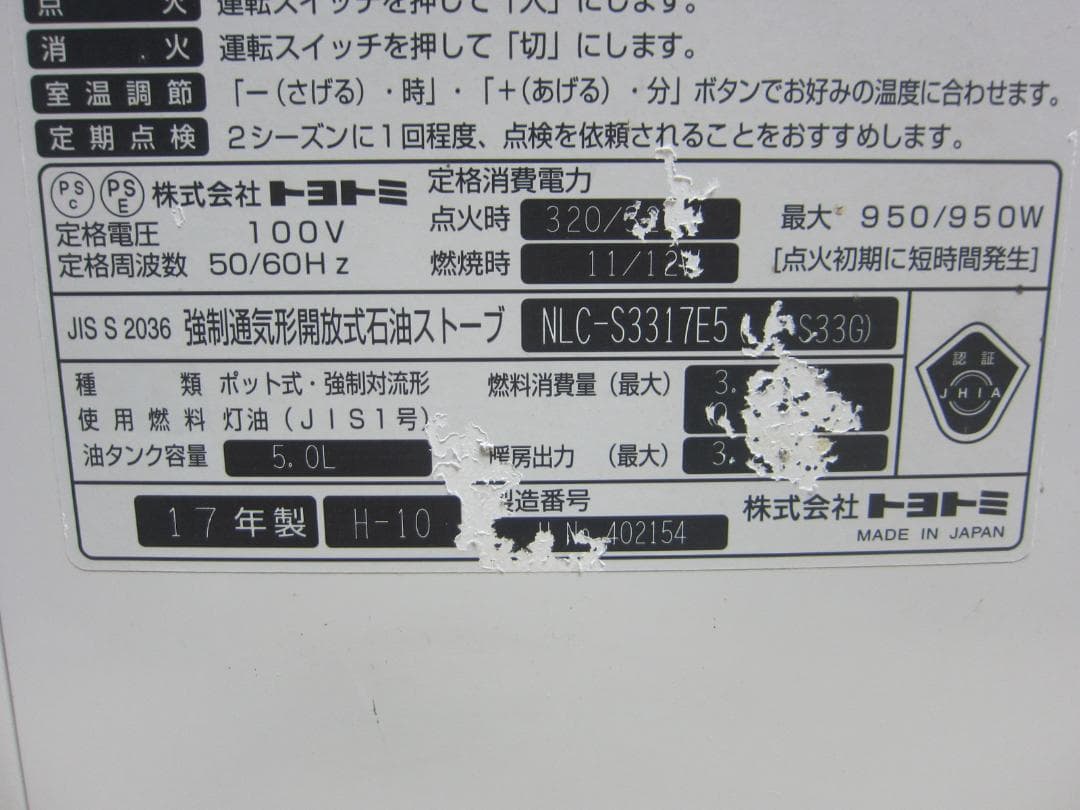 点 火 運転スイッチを押して「入」にします。
消 火 運転スイッチを押して「切」にします。
室温調節 「−(さげる)・時」・「+(あげる)・分」ボタンでお好みの温度に合わせます。
定期点検 2シーズンに1回程度、点検を依頼されることをおすすめします。
PSC PSE 株式会社トヨトミ 定格消費電力
定格電圧 100V 点火時 320/ 最大 950/950W
定格周波数 50/60Hz 燃焼時 11/12 [点火初期に短時間発生]
JIS S 2036 強制通気形開放式石油ストーブ NLC-S3317E5 S33G)
認証
JHIA
種 類 ポット式・強制対流形 燃料消費量(最大) 3.
使用燃料 灯油(JIS1号)
油タンク容量 5.0L 暖房出力 (最大) 3.
17年製 H-10 製造番号 No 402154
株式会社トヨトミ
MADE IN JAPAN